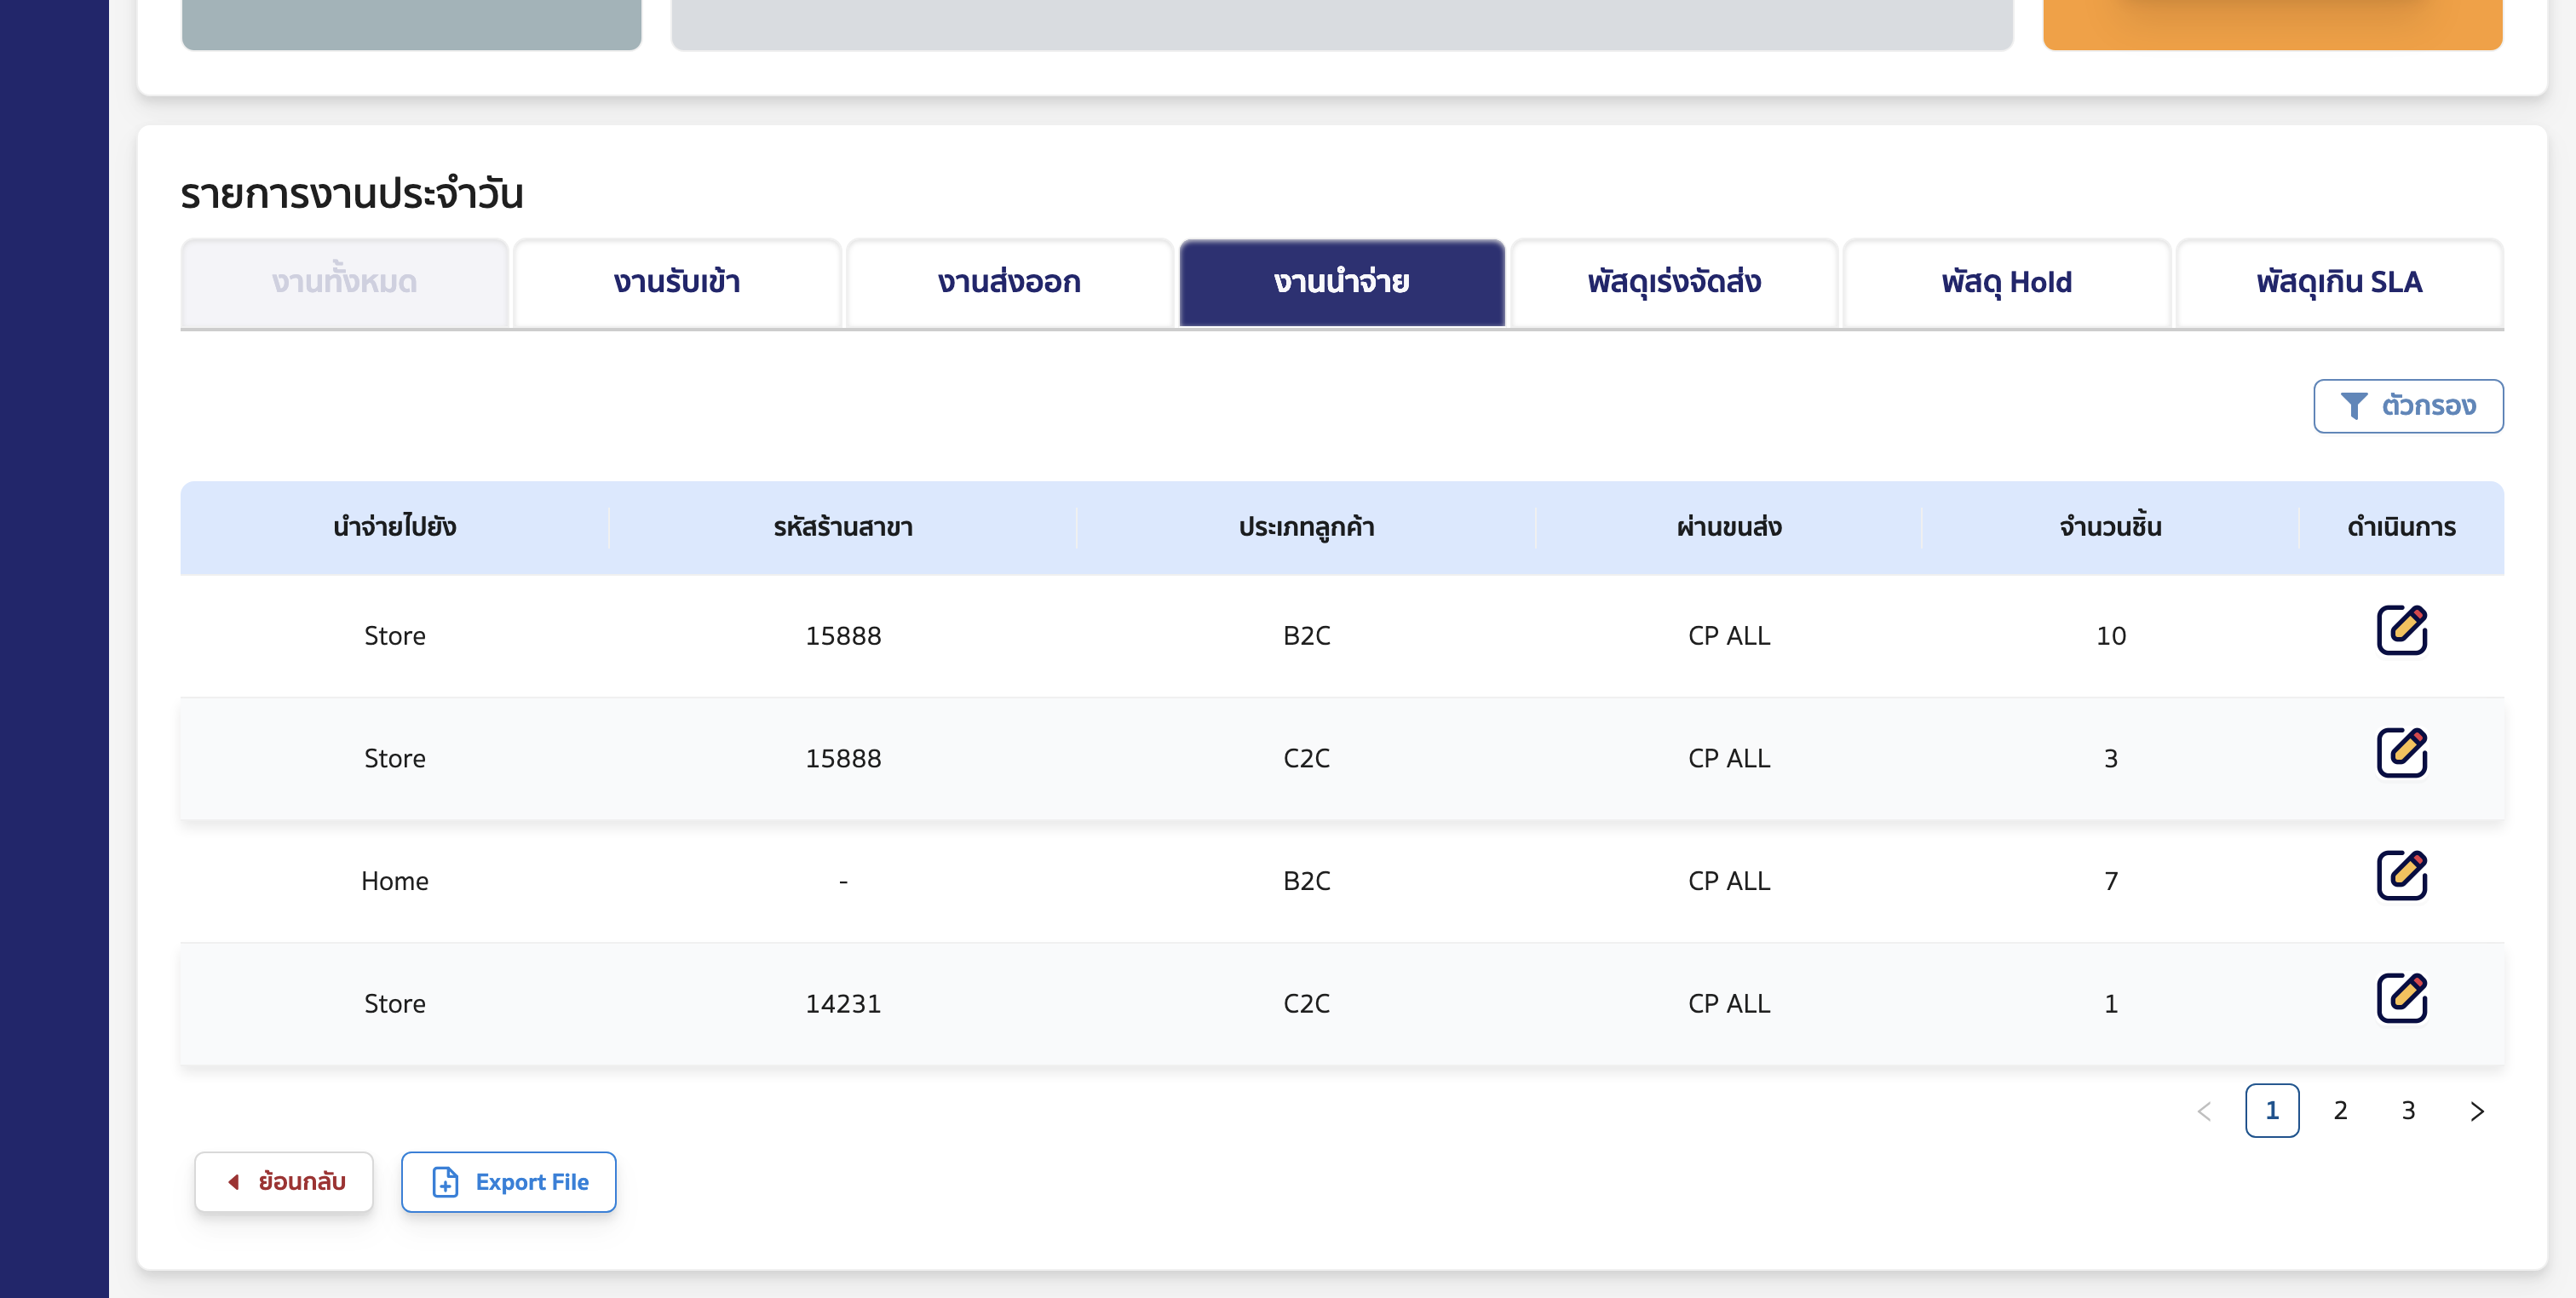 รายการงานประจำวัน
งานทั้งหมด งานรับเข้า งานส่งออก งานนำจ่าย พัสดุเร่งจัดส่ง พัสดุ Hold พัสดุเกิน SLA
ตัวกรอง
นำจ่ายไปยัง รหัสร้านสาขา ประเภทลูกค้า ผ่านขนส่ง จำนวนชิ้น ดำเนินการ
Store 15888 B2C CP ALL 10
Store 15888 C2C CP ALL 3
Home - B2C CP ALL 7
Store 14231 C2C CP ALL 1
< 1 2 3 >
ย้อนกลับ Export File